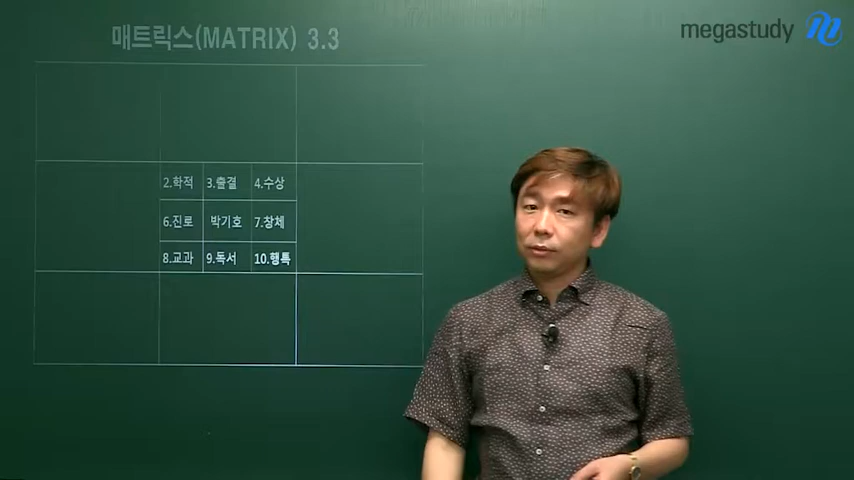 매트릭스(MATRIX) 3.3
megastudy
2.학적 3.출결 4.수상
6.진로 박기호 7.창체
8.교과 9.독서 10.행특